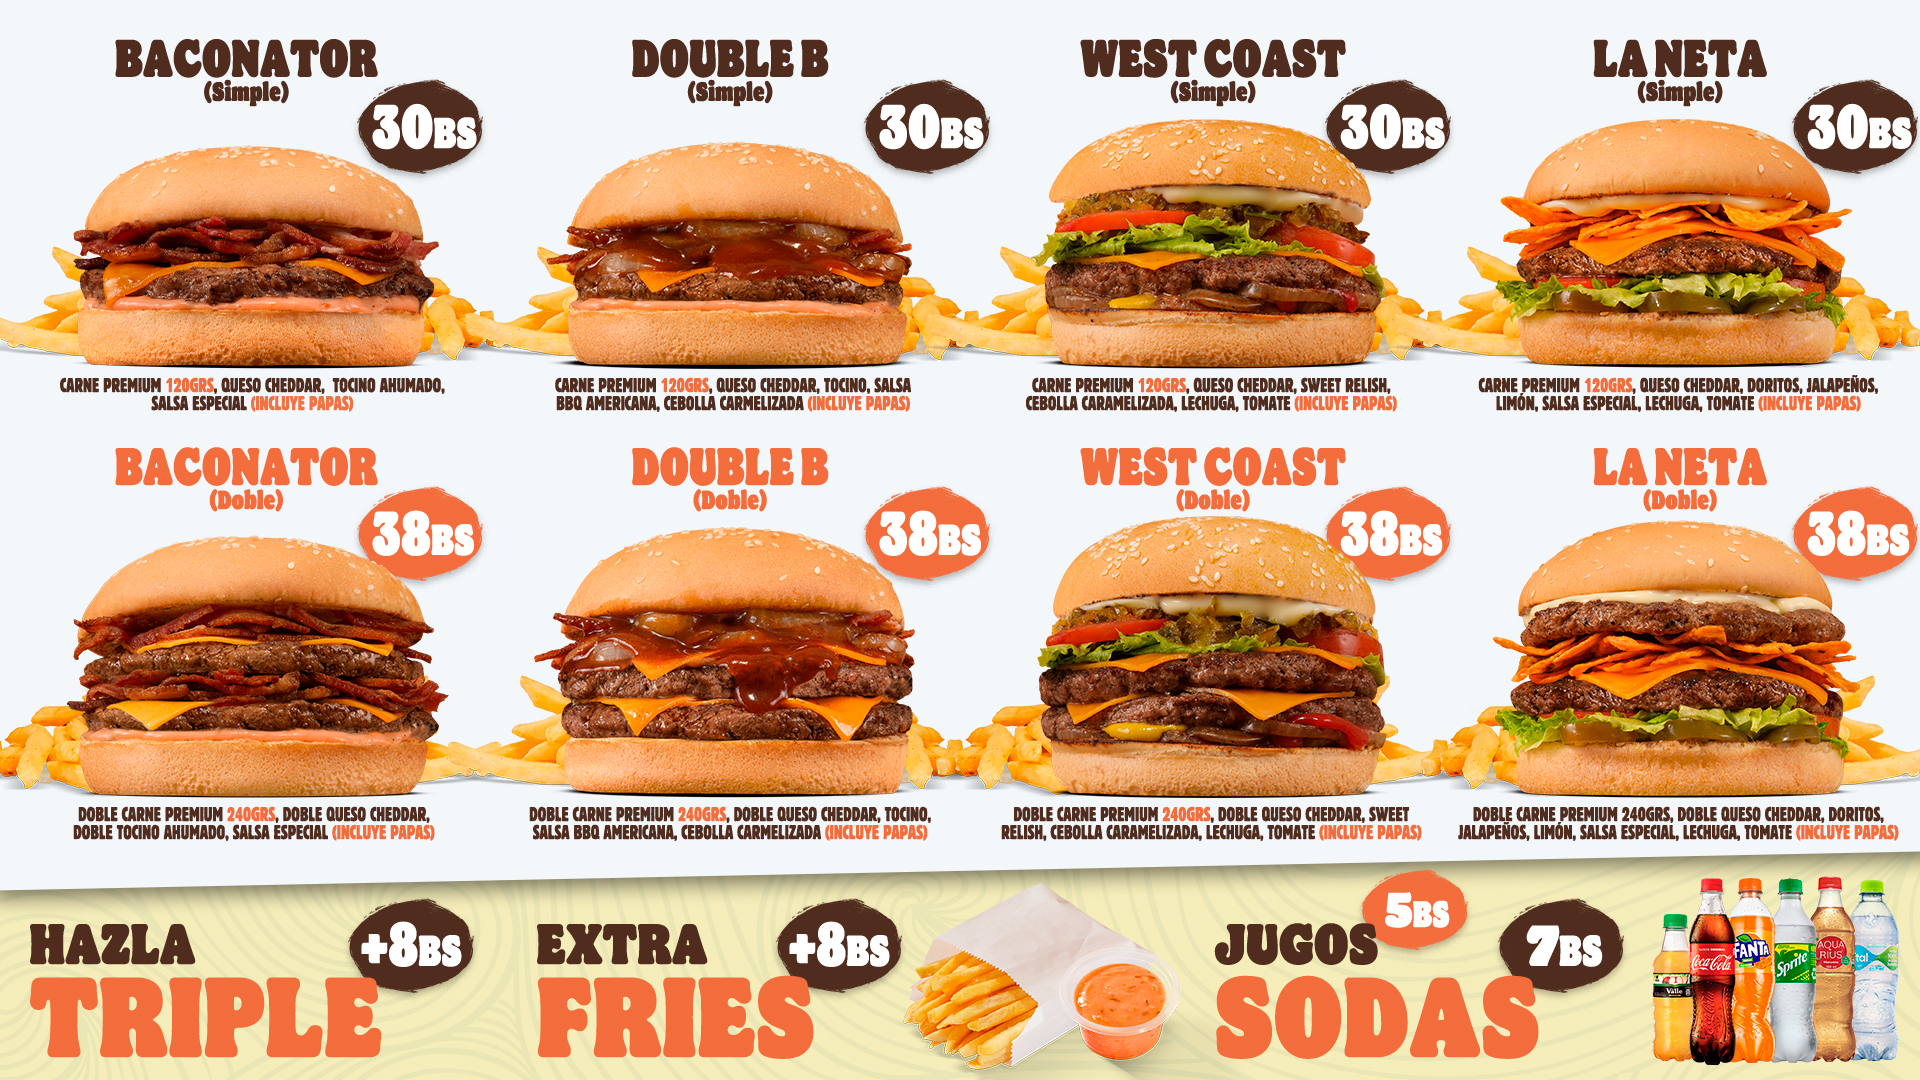 BACONATOR
(Simple)
30BS
CARNE PREMIUM 120GRS, QUESO CHEDDAR, TOCINO AHUMADO,
SALSA ESPECIAL (INCLUYE PAPAS)
DOUBLE B
(Simple)
30BS
CARNE PREMIUM 120GRS, QUESO CHEDDAR, TOCINO, SALSA
BBQ AMERICANA, CEBOLLA CARMELIZADA (INCLUYE PAPAS)
WEST COAST
(Simple)
30BS
CARNE PREMIUM 120GRS, QUESO CHEDDAR, SWEET RELISH,
CEBOLLA CARAMELIZADA, LECHUGA, TOMATE (INCLUYE PAPAS)
LA NETA
(Simple)
30BS
CARNE PREMIUM 120GRS, QUESO CHEDDAR, DORITOS, JALAPEÑOS,
LIMÓN, SALSA ESPECIAL, LECHUGA, TOMATE (INCLUYE PAPAS)
BACONATOR
(Doble)
38BS
DOBLE CARNE PREMIUM 240GRS, DOBLE QUESO CHEDDAR,
DOBLE TOCINO AHUMADO, SALSA ESPECIAL (INCLUYE PAPAS)
DOUBLE B
(Doble)
38BS
DOBLE CARNE PREMIUM 240GRS, DOBLE QUESO CHEDDAR, TOCINO,
SALSA BBQ AMERICANA, CEBOLLA CARMELIZADA (INCLUYE PAPAS)
WEST COAST
(Doble)
38BS
DOBLE CARNE PREMIUM 240GRS, DOBLE QUESO CHEDDAR, SWEET
RELISH, CEBOLLA CARAMELIZADA, LECHUGA, TOMATE (INCLUYE PAPAS)
LA NETA
(Doble)
38BS
DOBLE CARNE PREMIUM 240GRS, DOBLE QUESO CHEDDAR, DORITOS,
JALAPEÑOS, LIMÓN, SALSA ESPECIAL, LECHUGA, TOMATE (INCLUYE PAPAS)
HAZLA
TRIPLE
+8BS
EXTRA
FRIES
+8BS
JUGOS
5BS
SODAS
7BS
Valle
Coca-Cola
FANTA
Sprite
AQUA
RIUS
tal